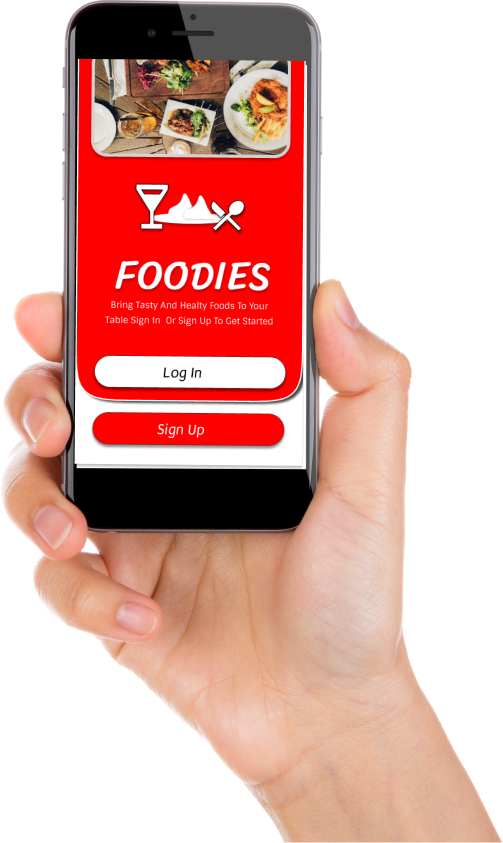 FOODIES
Bring Tasty And Healty Foods To Your
Table Sign In Or Sign Up To Get Started
Log In
Sign Up